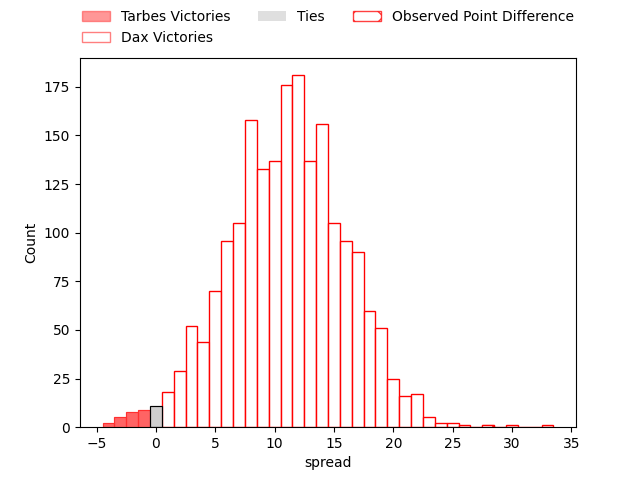 Tarbes Victories
Ties
Observed Point Difference
Dax Victories
175
150
125
100
75
50
25
0
Count
−5
0
5
10
15
20
25
30
35
spread